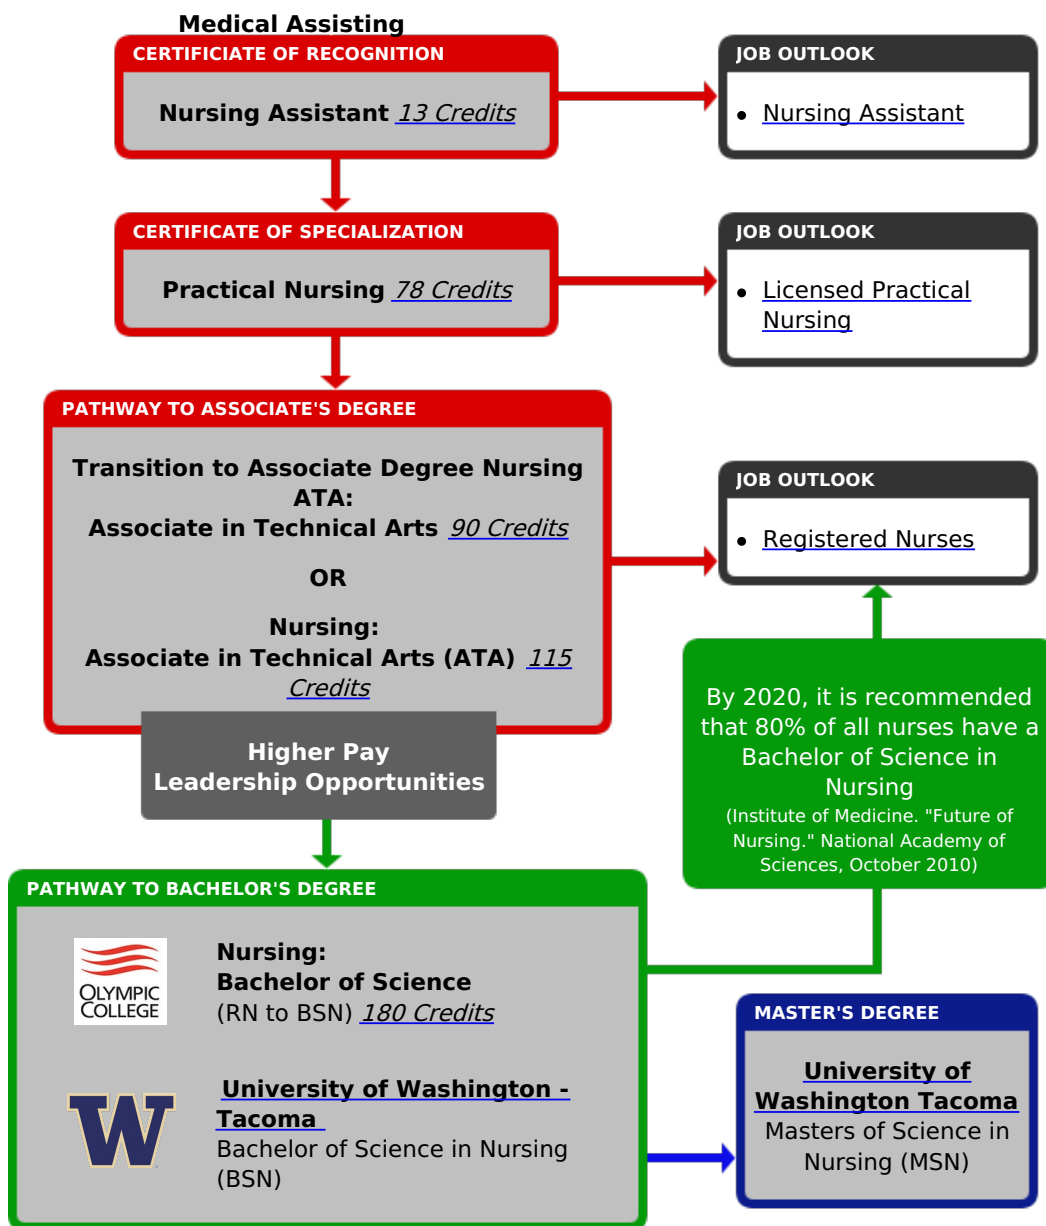 Medical Assisting
CERTIFICIATE OF RECOGNITION
Nursing Assistant 13 Credits
JOB OUTLOOK
Nursing Assistant
CERTIFICATE OF SPECIALIZATION
Practical Nursing 78 Credits
JOB OUTLOOK
Licensed Practical
Nursing
PATHWAY TO ASSOCIATE'S DEGREE
Transition to Associate Degree Nursing
ATA:
Associate in Technical Arts 90 Credits
OR
Nursing:
Associate in Technical Arts (ATA) 115
Credits
JOB OUTLOOK
Registered Nurses
Higher Pay
Leadership Opportunities
By 2020, it is recommended
that 80% of all nurses have a
Bachelor of Science in
Nursing
(Institute of Medicine. "Future of
Nursing." National Academy of
Sciences, October 2010)
PATHWAY TO BACHELOR'S DEGREE
OLYMPIC
COLLEGE
Nursing:
Bachelor of Science
(RN to BSN) 180 Credits
W
University of Washington -
Tacoma
Bachelor of Science in Nursing
(BSN)
MASTER'S DEGREE
University of
Washington Tacoma
Masters of Science in
Nursing (MSN)